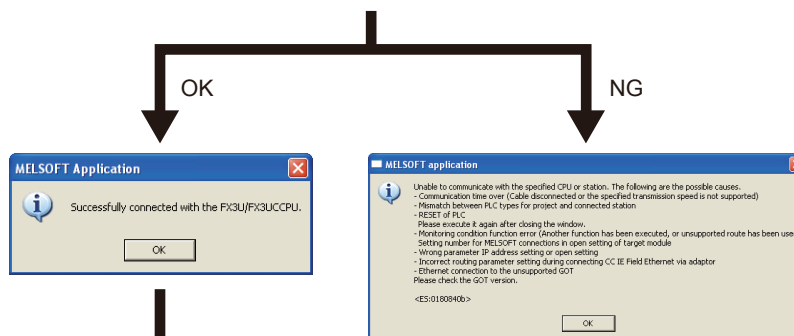 OK
NG
MELSOFT Application
Successfully connected with the FX3U/FX3UCCPU.
OK
MELSOFT application
Unable to communicate with the specified CPU or station. The following are the possible causes.
- Communication time over (Cable disconnected or the specified transmission speed is not supported)
- Mismatch between PLC types for project and connected station
- RESET of PLC
Please execute it again after closing the window.
- Monitoring condition function error (Another function has been executed, or unsupported route has been use
Setting number for MELSOFT connections in open setting of target module
- Wrong parameter IP address setting or open setting
- Incorrect routing parameter setting during connecting CC IE Field Ethernet via adaptor
- Ethernet connection to the unsupported GOT
Please check the GOT version.
<ES:0180840b>
OK